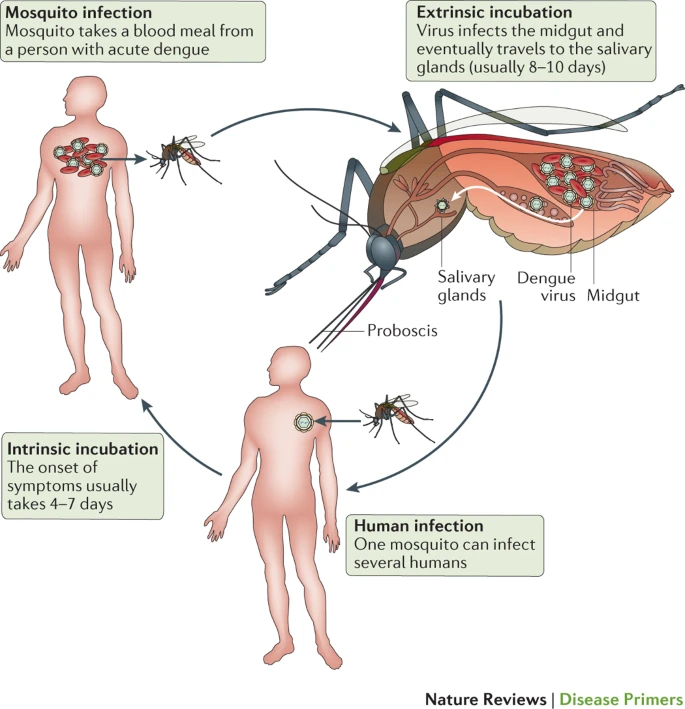 Mosquito infection
Mosquito takes a blood meal from
a person with acute dengue
Extrinsic incubation
Virus infects the midgut and
eventually travels to the salivary
glands (usually 8–10 days)
Salivary
glands
Dengue
virus
Midgut
Proboscis
Intrinsic incubation
The onset of
symptoms usually
takes 4–7 days
Human infection
One mosquito can infect
several humans
Nature Reviews | Disease Primers